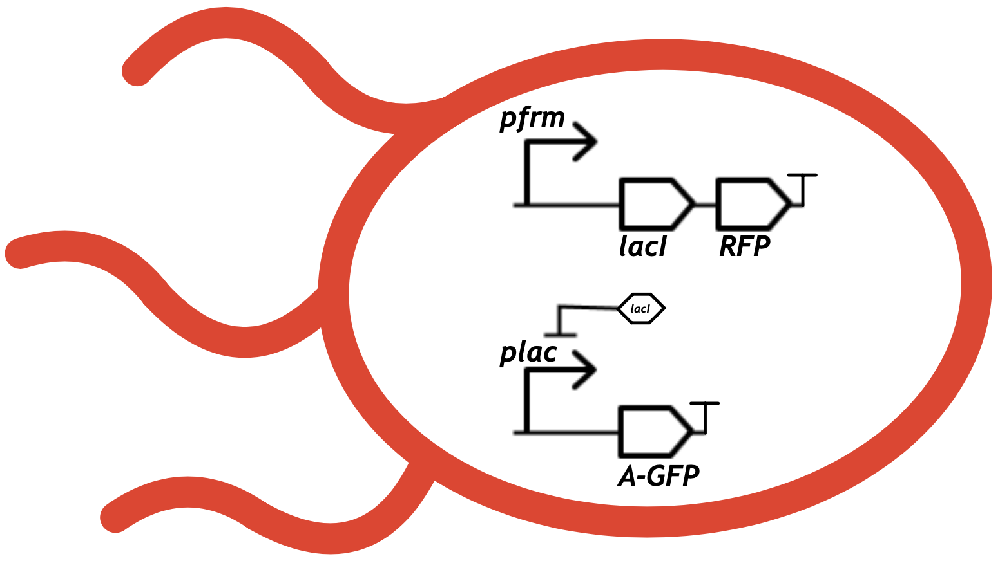 pfrm
lacI RFP
lacI
plac
A-GFP